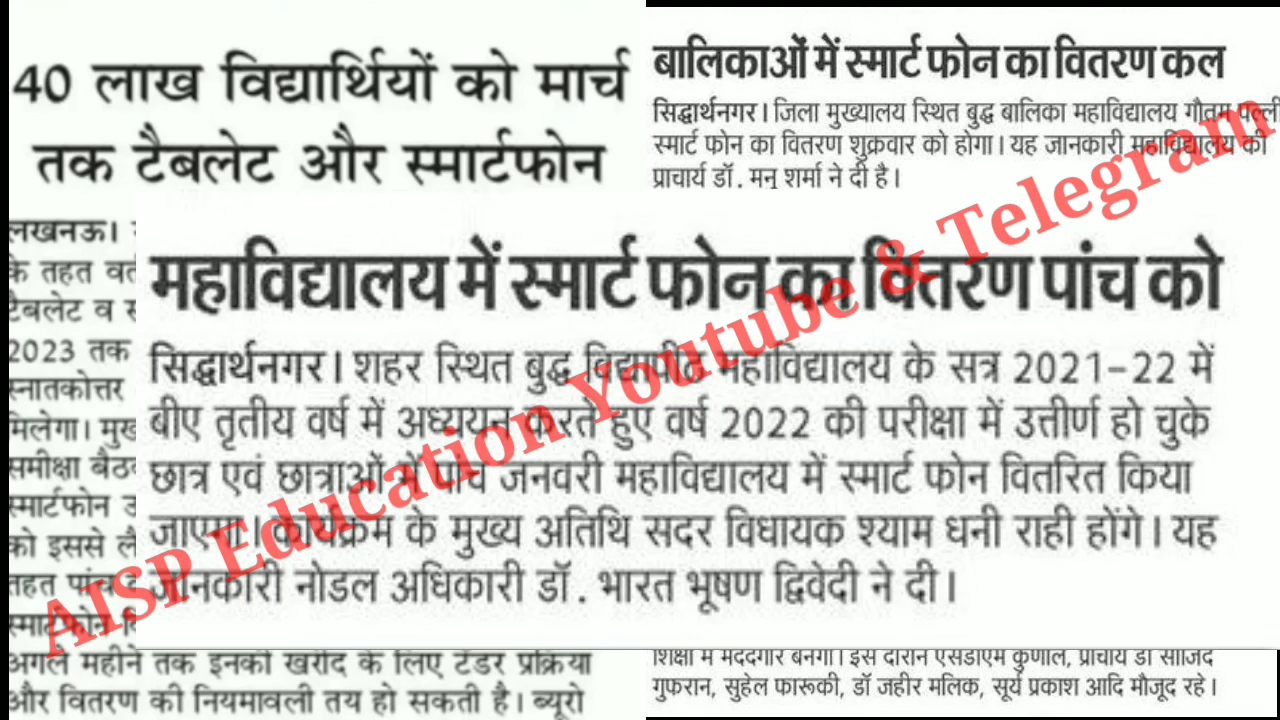 40 लाख विद्यार्थियों को मार्च
तक टैबलेट और स्मार्टफोन
लखनऊ।
के तहत
टैबलेट व
2023 तक
स्नातकोत्तर
मिलेगा।
समीक्षा
स्मार्टफोन
को इससे
तहत
अगले महीने तक इनकी खरीद के लिए टेंडर प्रक्रिया
और वितरण की नियमावली तय हो सकती है। ब्यूरो
बालिकाओं में स्मार्ट फोन का वितरण कल
सिद्धार्थनगर। जिला मुख्यालय स्थित बुद्ध बालिका महाविद्यालय गौतम पल्ली
स्मार्ट फोन का वितरण शुक्रवार को होगा। यह जानकारी महाविद्यालय की
प्राचार्य डॉ. मनु शर्मा ने दी है।
महाविद्यालय में स्मार्ट फोन का वितरण पांच को
सिद्धार्थनगर। शहर स्थित बुद्ध विद्यापीठ महाविद्यालय के सत्र 2021-22 में
बीए तृतीय वर्ष में अध्ययन करते हुए वर्ष 2022 की परीक्षा में उत्तीर्ण हो चुके
छात्र एवं छात्राओं में पांच जनवरी महाविद्यालय में स्मार्ट फोन वितरित किया
जाएगा। कार्यक्रम के मुख्य अतिथि सदर विधायक श्याम धनी राही होंगे। यह
जानकारी नोडल अधिकारी डॉ. भारत भूषण द्विवेदी ने दी।
शिक्षा में मददगार बनेगा। इस दौरान एसडीएम कुणाल, प्राचार्य डॉ साजिद
गुफरान, सुहेल फारूकी, डॉ जहीर मलिक, सूर्य प्रकाश आदि मौजूद रहे।
AISP Education Youtube & Telegram